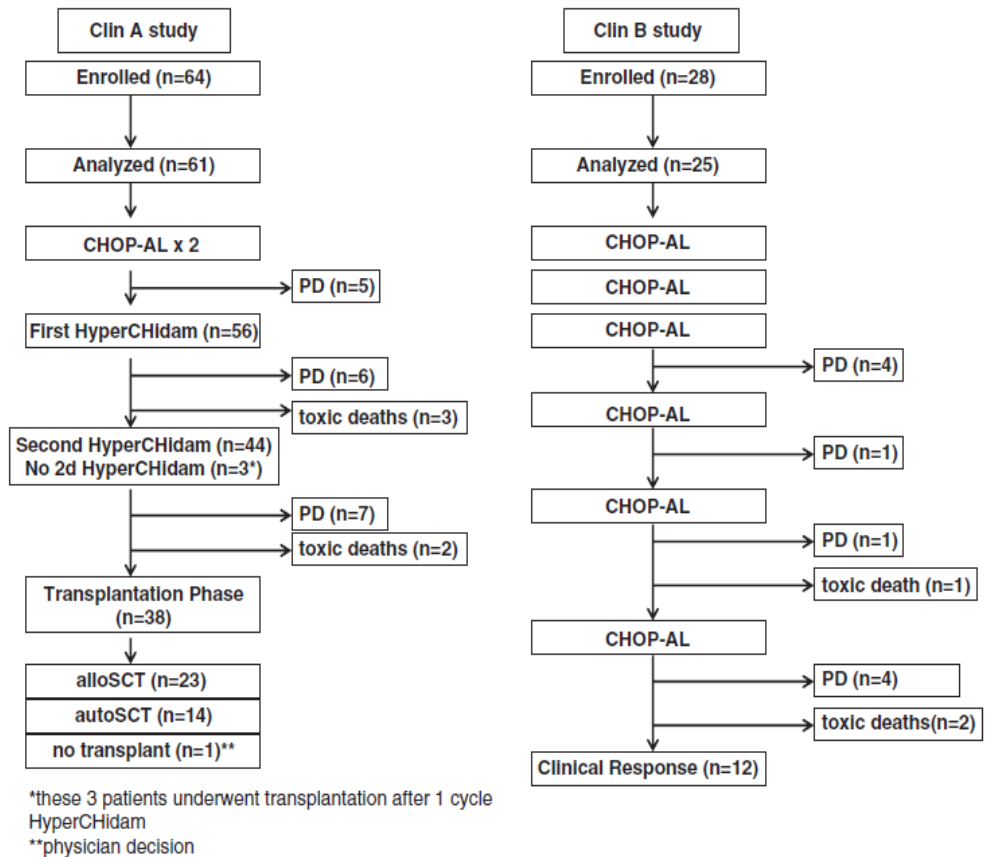 Clin A study
Enrolled (n=64)
Analyzed (n=61)
CHOP-AL x 2
PD (n=5)
First HyperCHidam (n=56)
PD (n=6)
toxic deaths (n=3)
Second HyperCHidam (n=44)
No 2d HyperCHidam (n=3*)
PD (n=7)
toxic deaths (n=2)
Transplantation Phase
(n=38)
alloSCT (n=23)
autoSCT (n=14)
no transplant (n=1)**
*these 3 patients underwent transplantation after 1 cycle
HyperCHidam
**physician decision
Clin B study
Enrolled (n=28)
Analyzed (n=25)
CHOP-AL
CHOP-AL
CHOP-AL
PD (n=4)
CHOP-AL
PD (n=1)
CHOP-AL
PD (n=1)
toxic death (n=1)
CHOP-AL
PD (n=4)
toxic deaths(n=2)
Clinical Response (n=12)